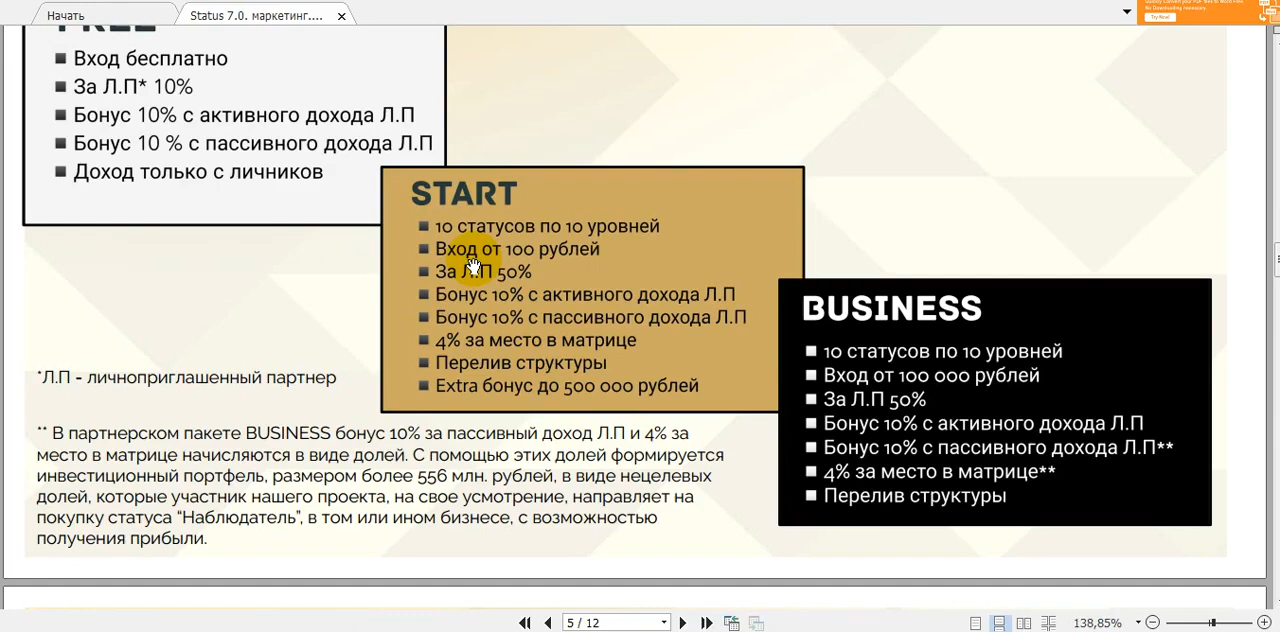 Начать
Status 7.0. маркетинг....
Try Now!
FREE
Вход бесплатно
За Л.П* 10%
Бонус 10% с активного дохода Л.П
Бонус 10 % с пассивного дохода Л.П
Доход только с личников
START
10 статусов по 10 уровней
Вход от 100 рублей
За Л.П 50%
Бонус 10% с активного дохода Л.П
Бонус 10% с пассивного дохода Л.П
4% за место в матрице
Перелив структуры
Extra бонус до 500 000 рублей
BUSINESS
10 статусов по 10 уровней
Вход от 100 000 рублей
За Л.П 50%
Бонус 10% с активного дохода Л.П
Бонус 10% с пассивного дохода Л.П**
4% за место в матрице**
Перелив структуры
*Л.П - личноприглашенный партнер
** В партнерском пакете BUSINESS бонус 10% за пассивный доход Л.П и 4% за
место в матрице начисляются в виде долей. С помощью этих долей формируется
инвестиционный портфель, размером более 556 млн. рублей, в виде нецелевых
долей, которые участник нашего проекта, на свое усмотрение, направляет на
покупку статуса "Наблюдатель", в том или ином бизнесе, с возможностью
получения прибыли.
5 / 12
138,85%